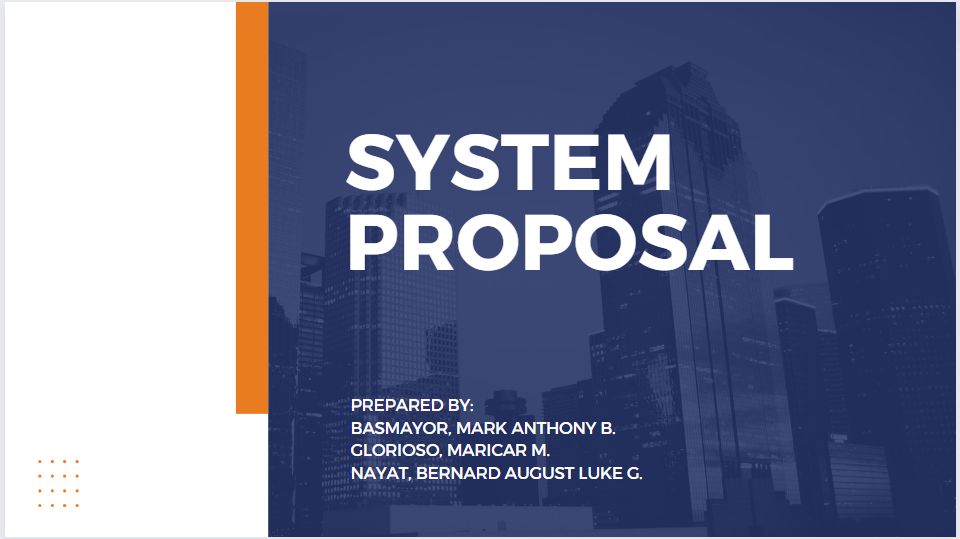 SYSTEM
PROPOSAL
PREPARED BY:
BASMAYOR, MARK ANTHONY B.
GLORIOSO, MARICAR M.
NAYAT, BERNARD AUGUST LUKE G.